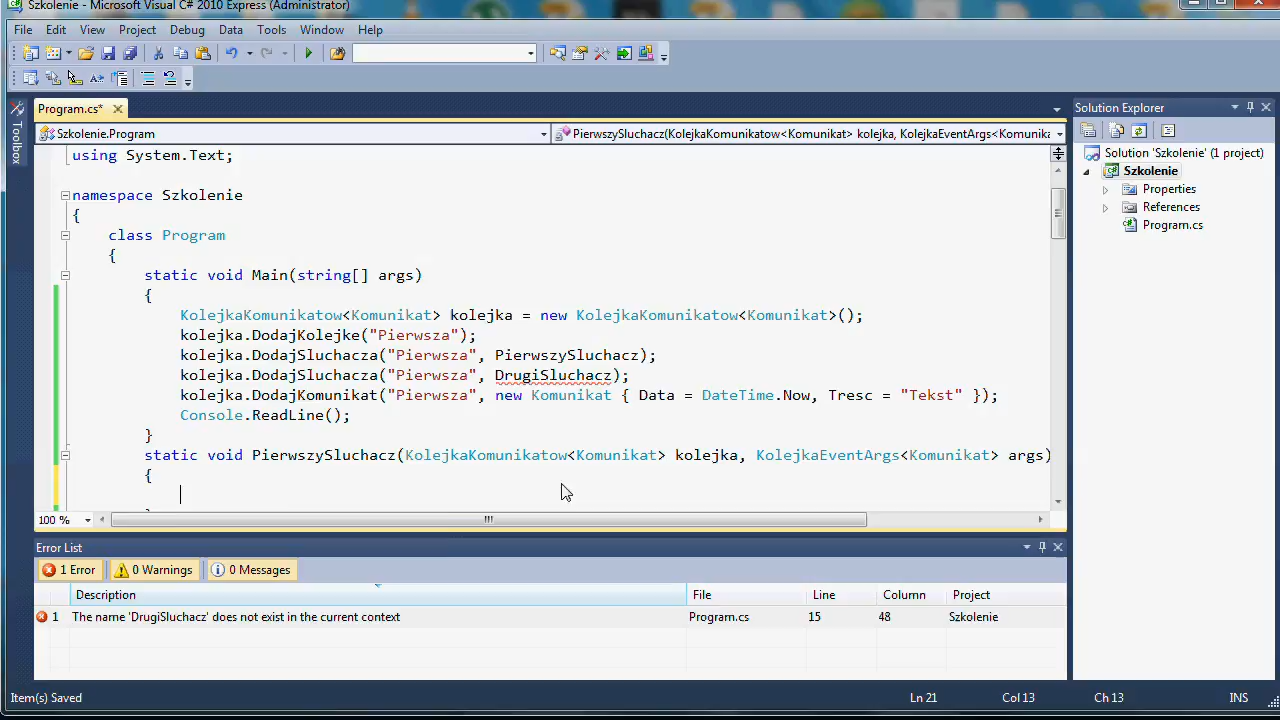 Szkolenie - Microsoft Visual C# 2010 Express (Administrator)
File Edit View Project Debug Data Tools Window Help
Program.cs*
Solution Explorer
Szkolenie.Program
PierwszySluchacz(KolejkaKomunikatow<Komunikat> kolejka, KolejkaEventArgs<Komunika
Toolbox
using System.Text;
namespace Szkolenie
{
class Program
{
static void Main(string[] args)
{
KolejkaKomunikatow<Komunikat> kolejka = new KolejkaKomunikatow<Komunikat>();
kolejka.DodajKolejke("Pierwsza");
kolejka.DodajSluchacza("Pierwsza", PierwszySluchacz);
kolejka.DodajSluchacza("Pierwsza", DrugiSluchacz);
kolejka.DodajKomunikat("Pierwsza", new Komunikat { Data = DateTime.Now, Tresc = "Tekst" });
Console.ReadLine();
}
static void PierwszySluchacz(KolejkaKomunikatow<Komunikat> kolejka, KolejkaEventArgs<Komunikat> args)
{
100 %
Solution 'Szkolenie' (1 project)
Szkolenie
Properties
References
Program.cs
Error List
1 Error 0 Warnings 0 Messages
Description File Line Column Project
1 The name 'DrugiSluchacz' does not exist in the current context Program.cs 15 48 Szkolenie
Item(s) Saved Ln 21 Col 13 Ch 13 INS